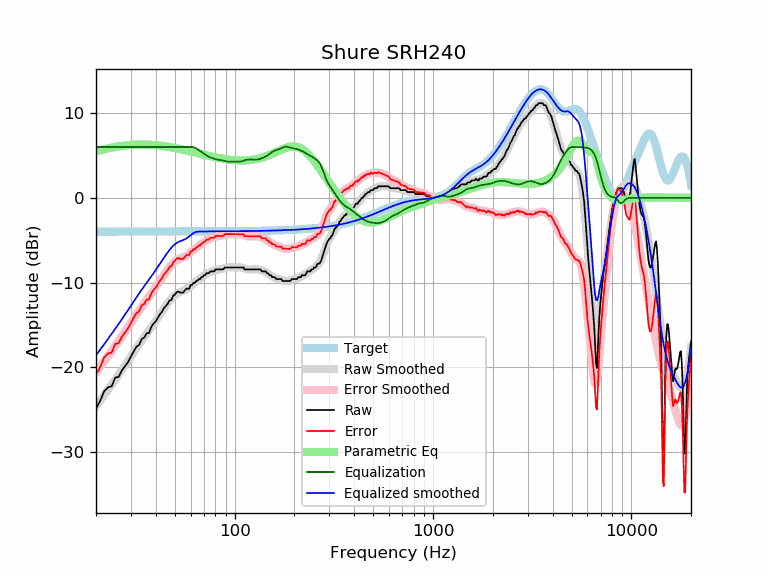 Shure SRH240
Amplitude (dBr)
10
0
−10
−20
−30
Target
Raw Smoothed
Error Smoothed
Raw
Error
Parametric Eq
Equalization
Equalized smoothed
100 1000 10000
Frequency (Hz)